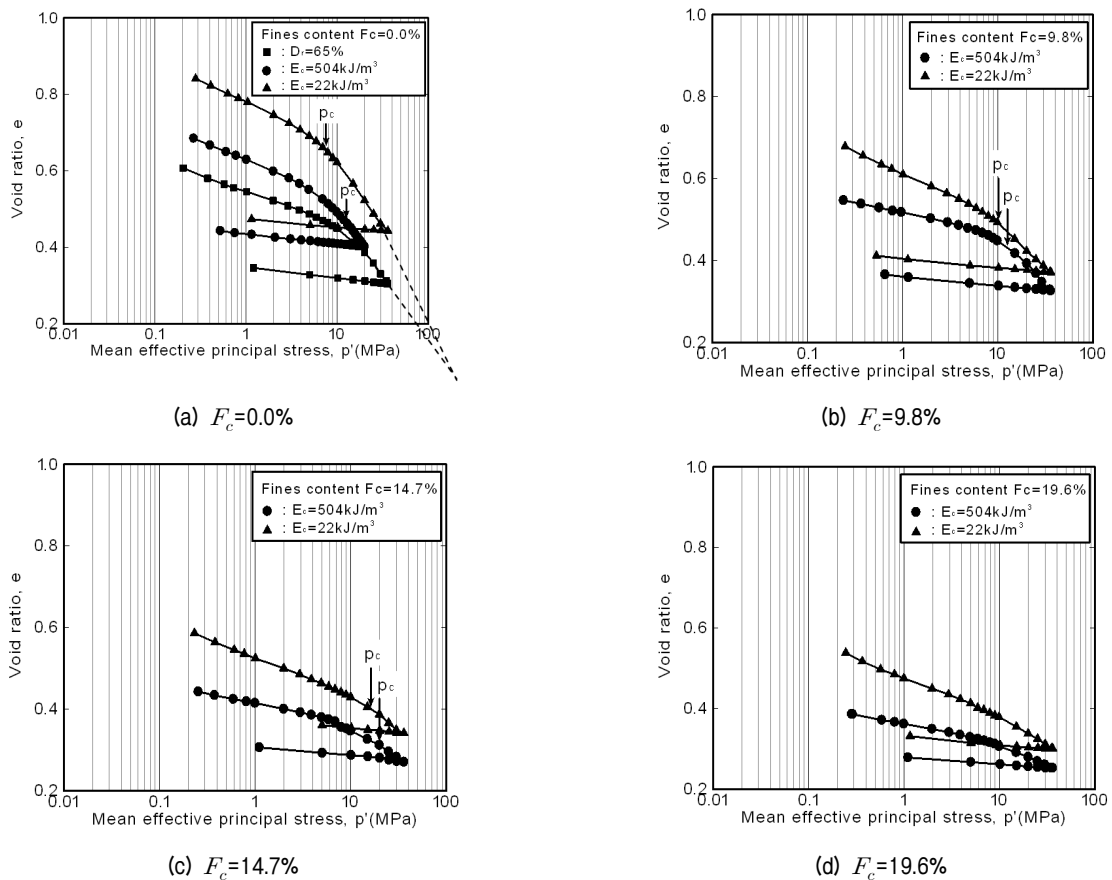 1.0
0.8
0.6
0.4
0.2
Void ratio, e
Fines content Fc=0.0%
■ : Dr=65%
● : Ec=504kJ/m³
▲ : Ec=22kJ/m³
pc
pc
0.01 0.1 1 10 100
Mean effective principal stress, p'(MPa)
(a) Fc=0.0%
1.0
0.8
0.6
0.4
0.2
Void ratio, e
Fines content Fc=9.8%
● : Ec=504kJ/m³
▲ : Ec=22kJ/m³
pc
pc
0.01 0.1 1 10 100
Mean effective principal stress, p'(MPa)
(b) Fc=9.8%
1.0
0.8
0.6
0.4
0.2
Void ratio, e
Fines content Fc=14.7%
● : Ec=504kJ/m³
▲ : Ec=22kJ/m³
pc
pc
0.01 0.1 1 10 100
Mean effective principal stress, p'(MPa)
(c) Fc=14.7%
1.0
0.8
0.6
0.4
0.2
Void ratio, e
Fines content Fc=19.6%
● : Ec=504kJ/m³
▲ : Ec=22kJ/m³
0.01 0.1 1 10 100
Mean effective principal stress, p'(MPa)
(d) Fc=19.6%